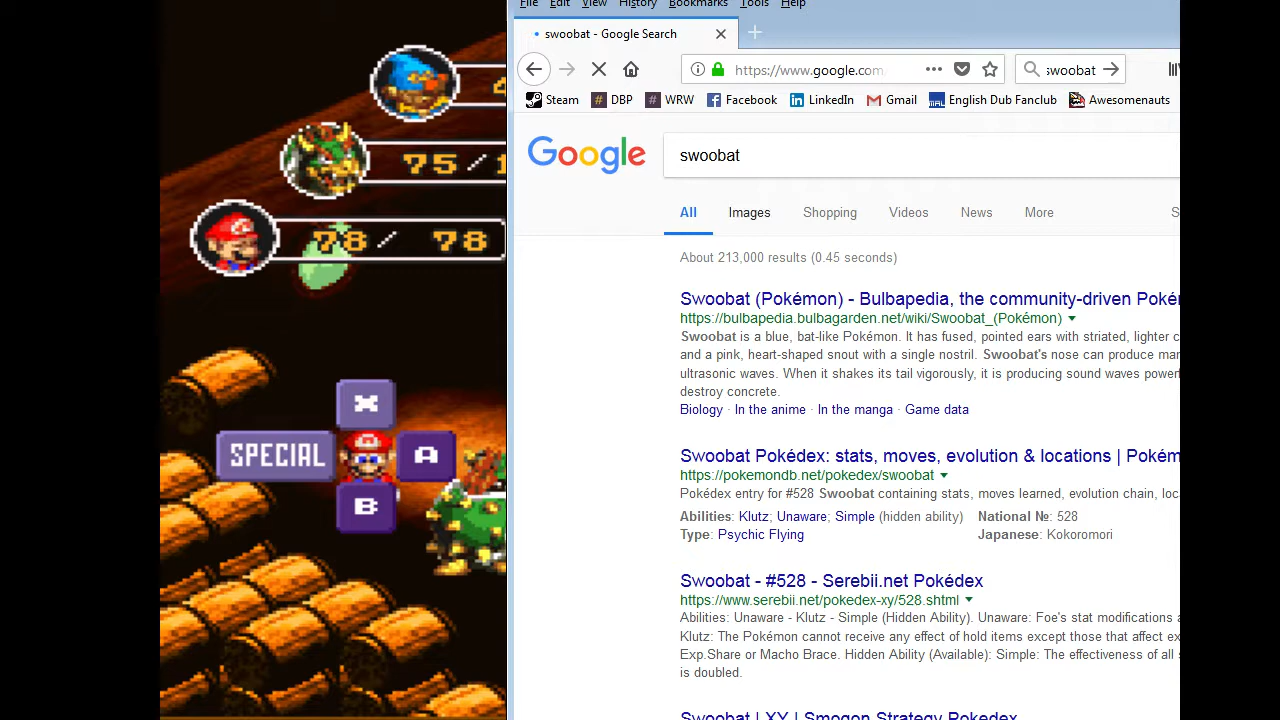 File Edit View History Bookmarks Tools Help
swoobat - Google Search
https://www.google.com
swoobat
Steam DBP WRW Facebook LinkedIn Gmail English Dub Fanclub Awesomenauts
Google
swoobat
All Images Shopping Videos News More S
About 213,000 results (0.45 seconds)
Swoobat (Pokémon) - Bulbapedia, the community-driven Poké
https://bulbapedia.bulbagarden.net/wiki/Swoobat_(Pokémon)
Swoobat is a blue, bat-like Pokémon. It has fused, pointed ears with striated, lighter c
and a pink, heart-shaped snout with a single nostril. Swoobat's nose can produce mar
ultrasonic waves. When it shakes its tail vigorously, it is producing sound waves power
destroy concrete.
Biology · In the anime · In the manga · Game data
Swoobat Pokédex: stats, moves, evolution & locations | Pokém
https://pokemondb.net/pokedex/swoobat
Pokédex entry for #528 Swoobat containing stats, moves learned, evolution chain, loc
Abilities: Klutz; Unaware; Simple (hidden ability) National №: 528
Type: Psychic Flying Japanese: Kokoromori
Swoobat - #528 - Serebii.net Pokédex
https://www.serebii.net/pokedex-xy/528.shtml
Abilities: Unaware - Klutz - Simple (Hidden Ability). Unaware: Foe's stat modifications a
Klutz: The Pokémon cannot receive any effect of hold items except those that affect ex
Exp.Share or Macho Brace. Hidden Ability (Available): Simple: The effectiveness of all s
is doubled.
Swoobat | XY | Smogon Strategy Pokedex
4
75/1
78/ 78
X
SPECIAL A
B